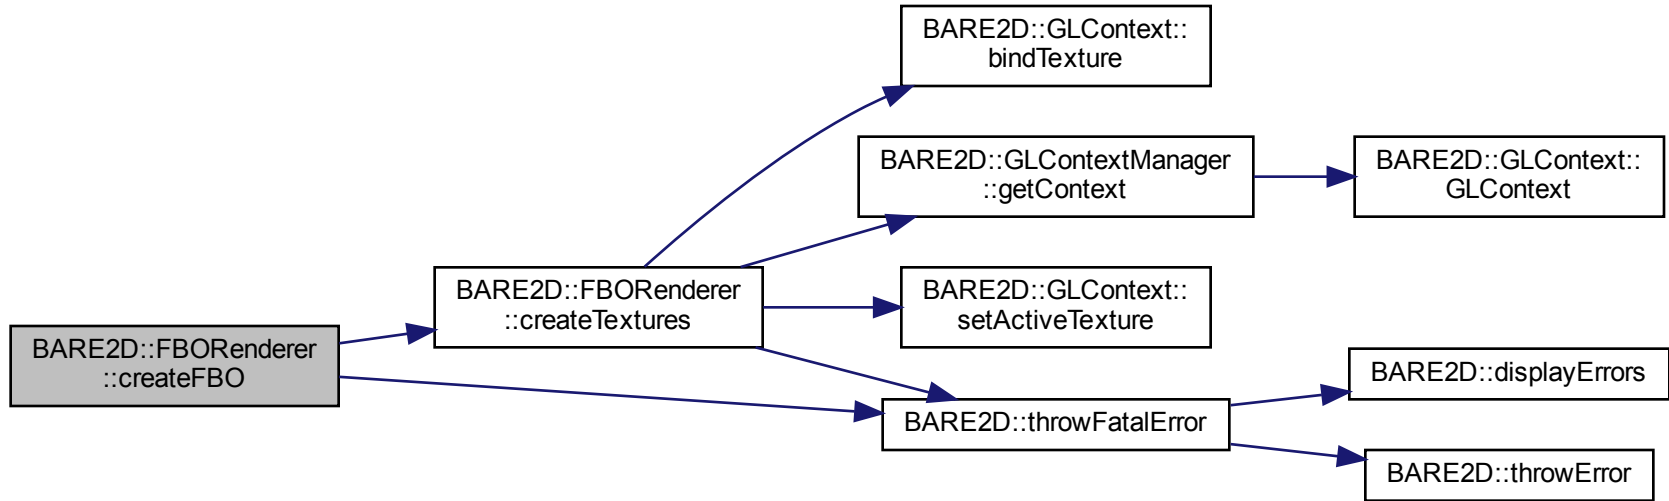 BARE2D::GLContext::
bindTexture
BARE2D::GLContextManager
::getContext
BARE2D::GLContext::
GLContext
BARE2D::FBORenderer
::createTextures
BARE2D::GLContext::
setActiveTexture
BARE2D::FBORenderer
::createFBO
BARE2D::displayErrors
BARE2D::throwFatalError
BARE2D::throwError